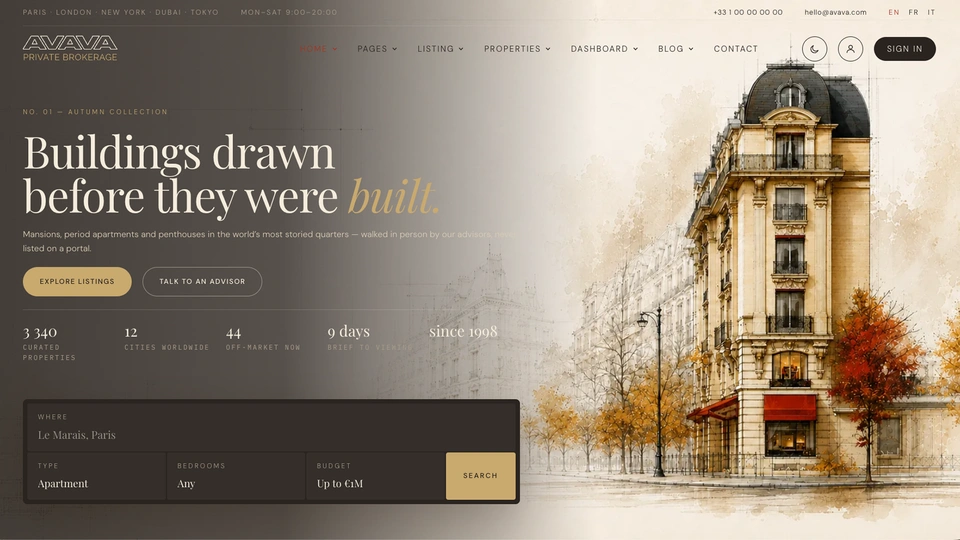 PARIS · LONDON · NEW YORK · DUBAI · TOKYO MON–SAT 9:00–20:00
+33 1 00 00 00 00 hello@avava.com EN FR IT
AVAVA
PRIVATE BROKERAGE
HOME PAGES LISTING PROPERTIES DASHBOARD BLOG CONTACT SIGN IN
NO. 01 — AUTUMN COLLECTION
Buildings drawn
before they were built.
Mansions, period apartments and penthouses in the world's most storied quarters — walked in person by our advisors,
listed on a portal.
EXPLORE LISTINGS TALK TO AN ADVISOR
3 340 12 44 9 days since 1998
CURATED CITIES WORLDWIDE OFF-MARKET NOW BRIEF TO
PROPERTIES
WHERE
Le Marais, Paris
TYPE BEDROOMS BUDGET
Apartment Any Up to €1M
SEARCH